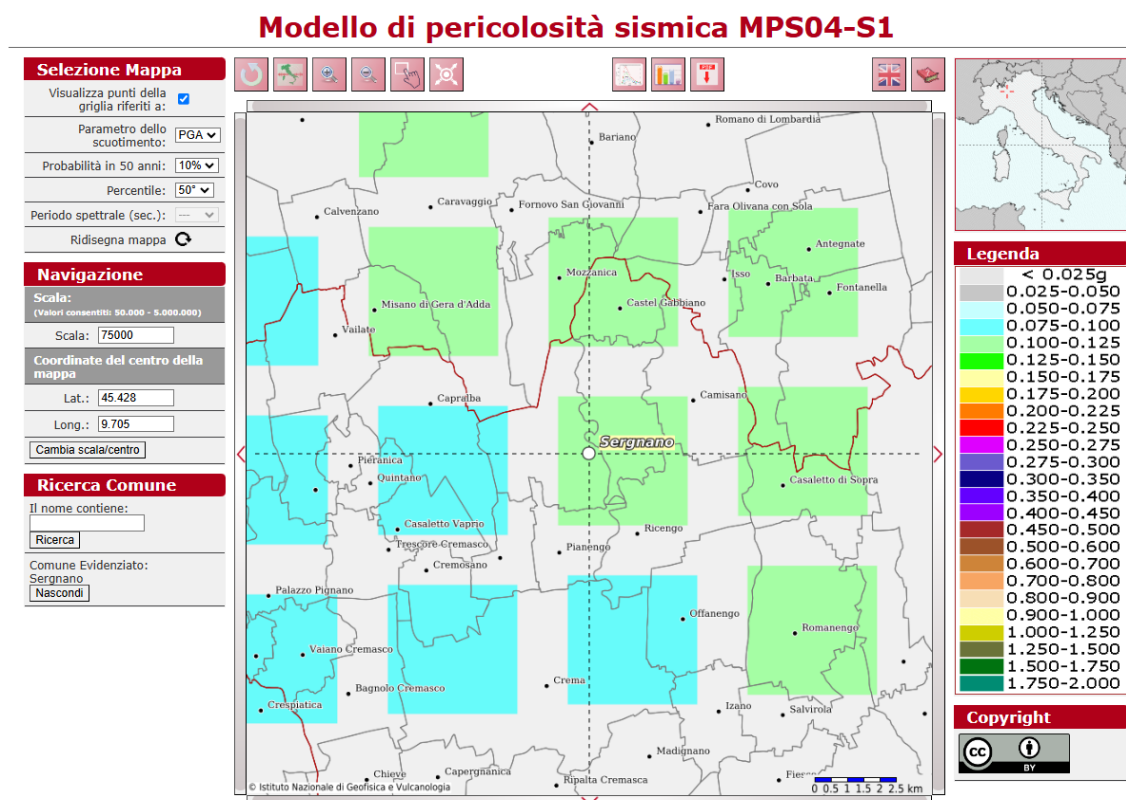 Modello di pericolosità sismica MPS04-S1
Selezione Mappa
Visualizza punti della
griglia riferiti a:
Parametro dello
scuotimento:
PGA
Probabilità in 50 anni:
10%
Percentile:
50°
Periodo spettrale (sec.):
---
Ridisegna mappa
Navigazione
Scala:
(Valori consentiti: 50.000 - 5.000.000)
Scala:
75000
Coordinate del centro della
mappa
Lat.:
45.428
Long.:
9.705
Cambia scala/centro
Ricerca Comune
Il nome contiene:
Ricerca
Comune Evidenziato:
Sergnano
Nascondi
PDF
Romano di Lombardia
Bariano
Covo
Caravaggio
Fornovo San Giovanni
Fara Olivana con Sola
Calvenzano
Antegnate
Mozzanica
Isso
Barbata
Fontanella
Misano di Gera d'Adda
Castel Gabbiano
Vailate
Capralba
Camisano
Sergnano
Pieranica
Quintano
Casaletto di Sopra
Casaletto Vaprio
Ricengo
Trescore Cremasco
Pianengo
Cremosano
Palazzo Pignano
Offanengo
Romanengo
Vaiano Cremasco
Bagnolo Cremasco
Crema
Crespiatica
Izano
Salvirola
Madignano
Chieve
Capergnanica
Ripalta Cremasca
© Istituto Nazionale di Geofisica e Vulcanologia
0 0.5 1 1.5 2 2.5 km
Legenda
< 0.025g
0.025-0.050
0.050-0.075
0.075-0.100
0.100-0.125
0.125-0.150
0.150-0.175
0.175-0.200
0.200-0.225
0.225-0.250
0.250-0.275
0.275-0.300
0.300-0.350
0.350-0.400
0.400-0.450
0.450-0.500
0.500-0.600
0.600-0.700
0.700-0.800
0.800-0.900
0.900-1.000
1.000-1.250
1.250-1.500
1.500-1.750
1.750-2.000
Copyright
cc
BY